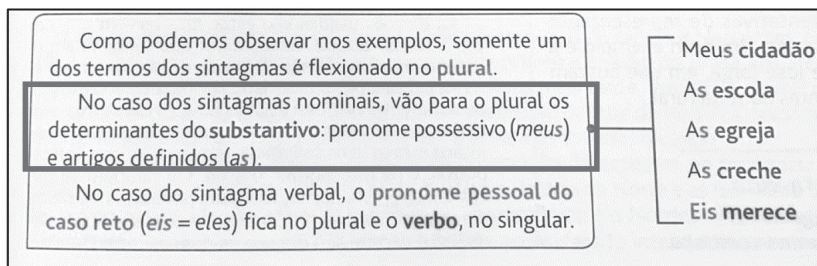 Como podemos observar nos exemplos, somente um
dos termos dos sintagmas é flexionado no plural.
No caso dos sintagmas nominais, vão para o plural os
determinantes do substantivo: pronome possessivo (meus)
e artigos definidos (as).
No caso do sintagma verbal, o pronome pessoal do
caso reto (eis = eles) fica no plural e o verbo, no singular.
Meus cidadão
As escola
As egreja
As creche
Eis merece